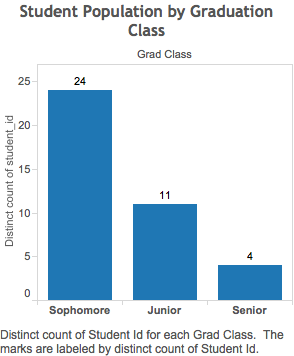 Student Population by Graduation
Class
Grad Class
24
11
4
25
20
15
10
5
0
Distinct count of student_id
Sophomore Junior Senior
Distinct count of Student Id for each Grad Class. The
marks are labeled by distinct count of Student Id.